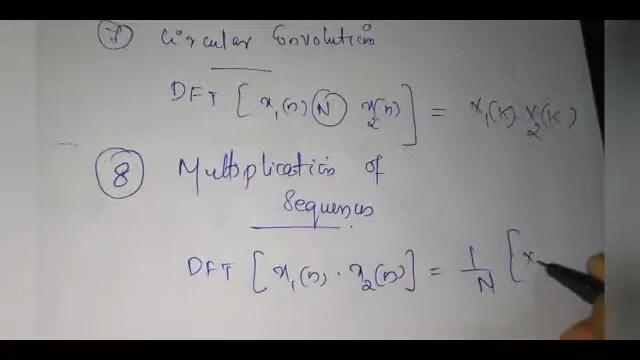 7 Circular Convolution
DFT [ x₁(n) Ⓝ x₂(n) ] = X₁(K) X₂(K)
8 Multiplication of
Sequences
DFT [ x₁(n) · x₂(n) ] = 1/N [ X